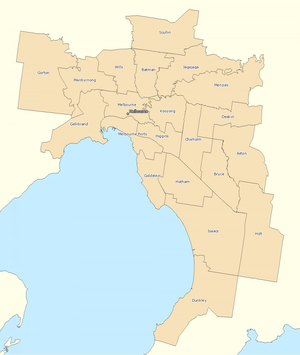 Scullin
Gorton
Wills
Batman
Jagajaga
Maribyrnong
Menzies
Melbourne
Gellibrand
Kooyong
Deakin
Melbourne Ports
Higgins
Chisholm
Aston
Goldstein
Hotham
Bruce
Isaacs
Holt
Dunkley